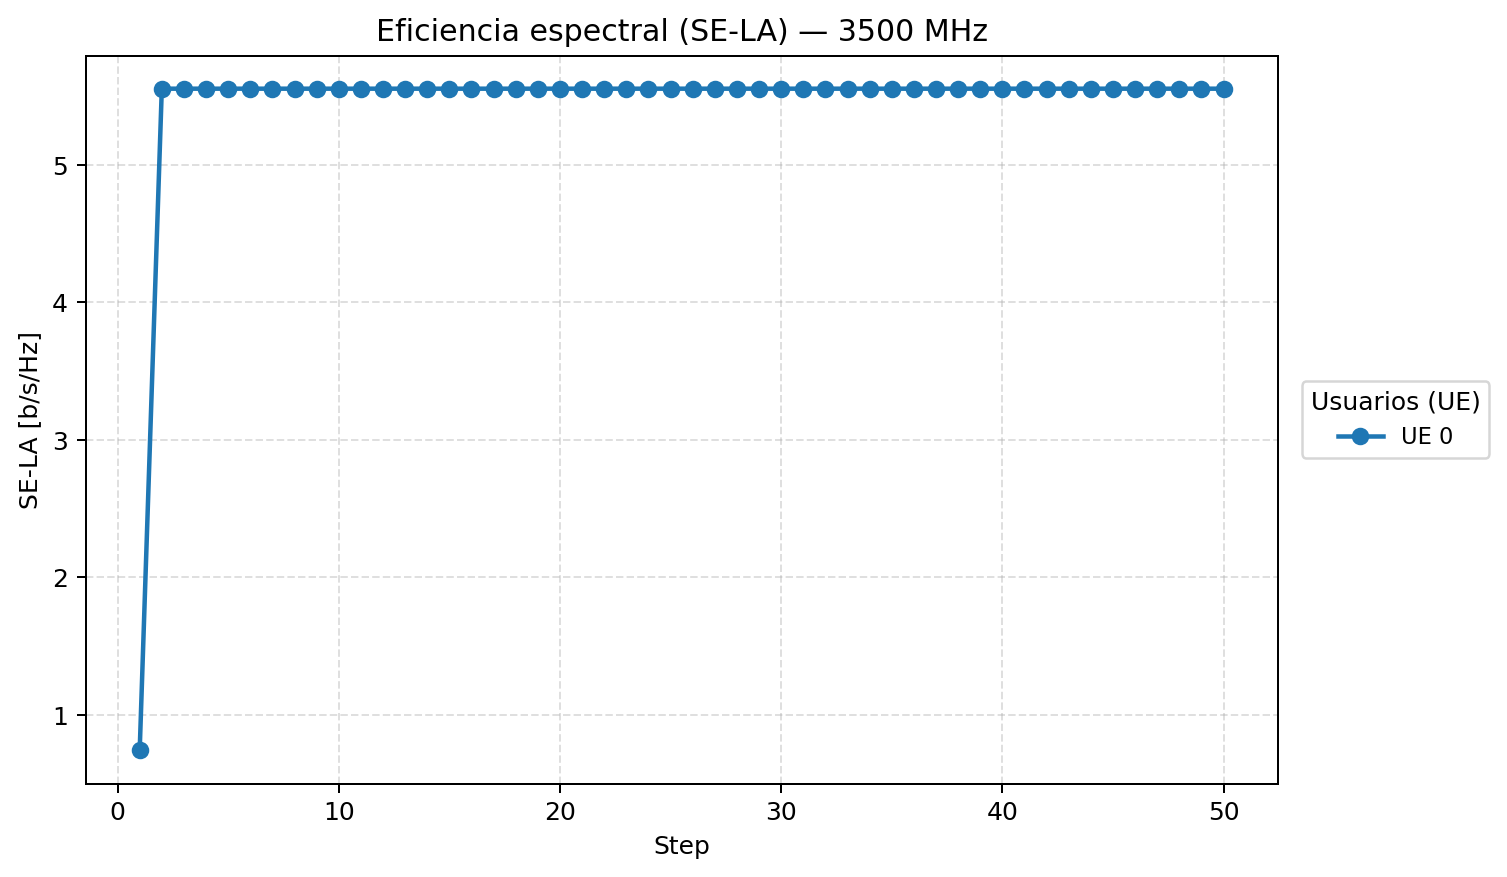 Eficiencia espectral (SE-LA) — 3500 MHz
SE-LA [b/s/Hz]
5
4
3
2
1
0
10
20
30
40
50
Step
Usuarios (UE)
UE 0